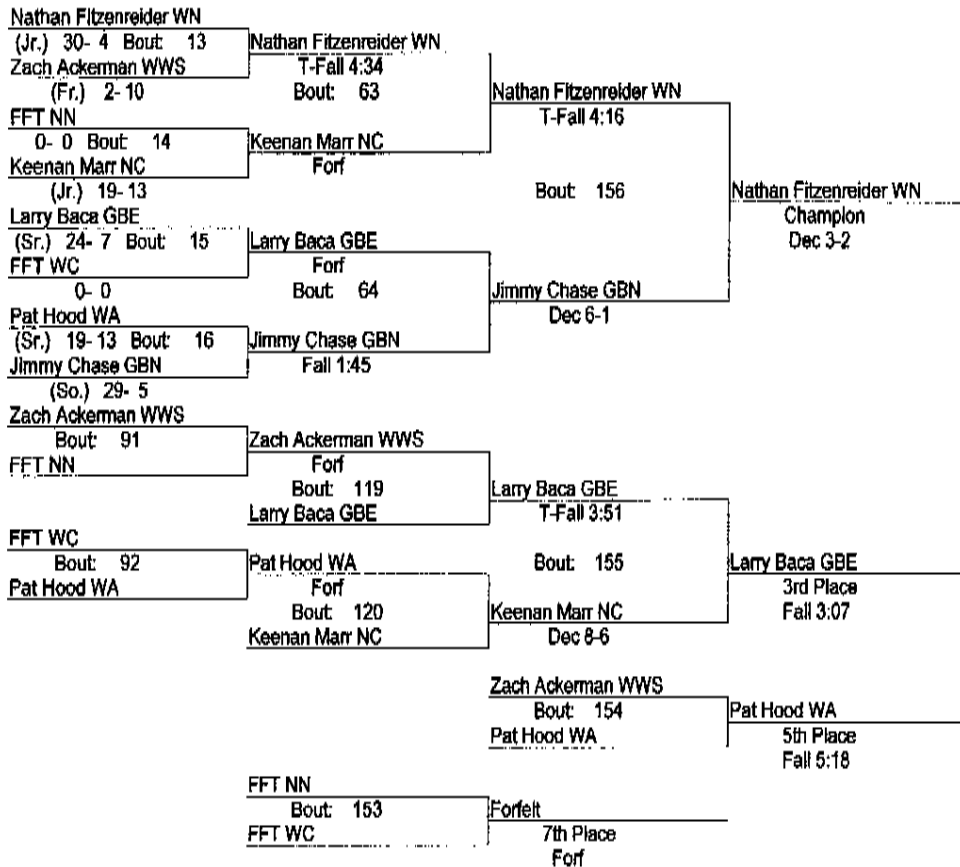 Nathan Fitzenreider WN
(Jr.) 30- 4 Bout: 13
Nathan Fitzenreider WN
Zach Ackerman WWS
T-Fall 4:34
(Fr.) 2- 10
Bout: 63
Nathan Fitzenreider WN
FFT NN
T-Fall 4:16
0- 0 Bout: 14
Keenan Marr NC
Keenan Marr NC
Forf
(Jr.) 19- 13
Bout: 156
Nathan Fitzenreider WN
Larry Baca GBE
Champion
(Sr.) 24- 7 Bout: 15
Larry Baca GBE
Dec 3-2
FFT WC
Forf
0- 0
Bout: 64
Jimmy Chase GBN
Pat Hood WA
Dec 6-1
(Sr.) 19- 13 Bout: 16
Jimmy Chase GBN
Jimmy Chase GBN
Fall 1:45
(So.) 29- 5
Zach Ackerman WWS
Bout: 91
Zach Ackerman WWS
FFT NN
Forf
Bout: 119
Larry Baca GBE
Larry Baca GBE
T-Fall 3:51
FFT WC
Bout: 92
Pat Hood WA
Bout: 155
Larry Baca GBE
Pat Hood WA
Forf
3rd Place
Bout: 120
Keenan Marr NC
Fall 3:07
Keenan Marr NC
Dec 8-6
Zach Ackerman WWS
Bout: 154
Pat Hood WA
Pat Hood WA
5th Place
Fall 5:18
FFT NN
Bout: 153
Forfeit
FFT WC
7th Place
Forf